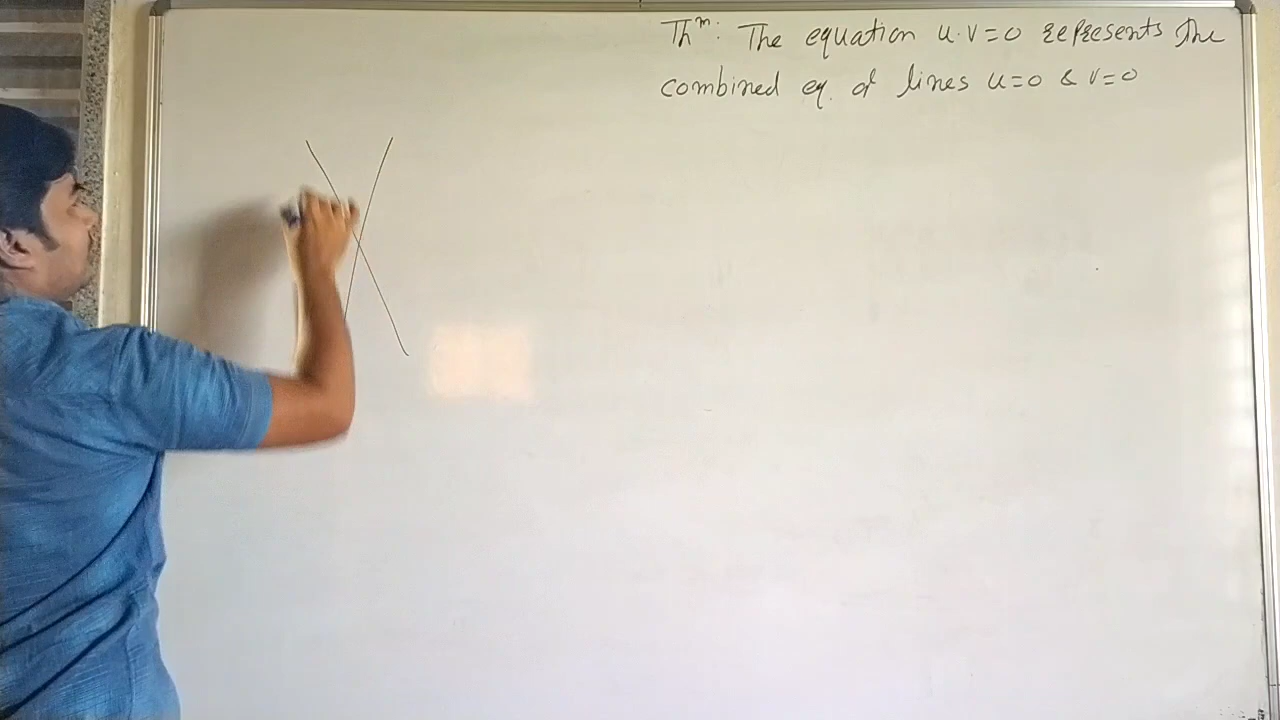 Thᵐ: The equation u.v=0 represents the
combined eq. of lines u=0 & v=0